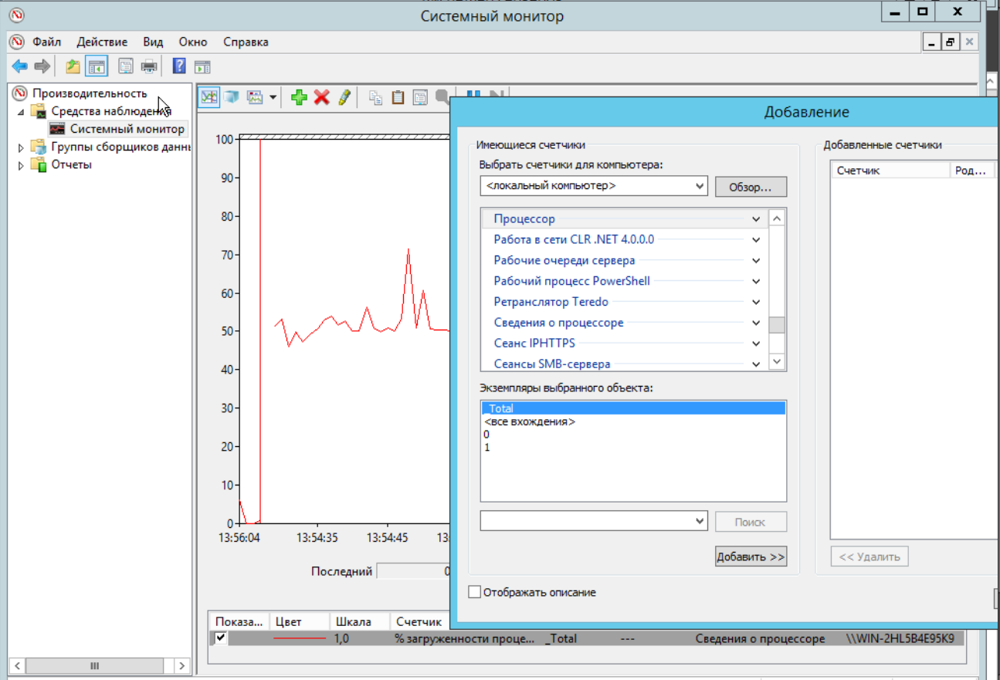 Системный монитор
Файл Действие Вид Окно Справка
Производительность
Средства наблюдения
Системный монитор
Группы сборщиков данн
Отчеты
100
90
80
70
60
50
40
30
20
10
0
13:56:04 13:54:35 13:54:45 13:
Последний 0
Показа... Цвет Шкала Счетчик
1,0 % загруженности проце... _Total --- Сведения о процессоре \\WIN-2HL5B4E95K9
Добавление
Имеющиеся счетчики
Выбрать счетчики для компьютера:
<локальный компьютер> Обзор...
Процессор
Работа в сети CLR .NET 4.0.0.0
Рабочие очереди сервера
Рабочий процесс PowerShell
Ретранслятор Teredo
Сведения о процессоре
Сеанс IPHTTPS
Сеансы SMB-сервера
Экземпляры выбранного объекта:
_Total
<все вхождения>
0
1
Поиск
Добавить >>
Отображать описание
Добавленные счетчики
Счетчик Род...
<< Удалить